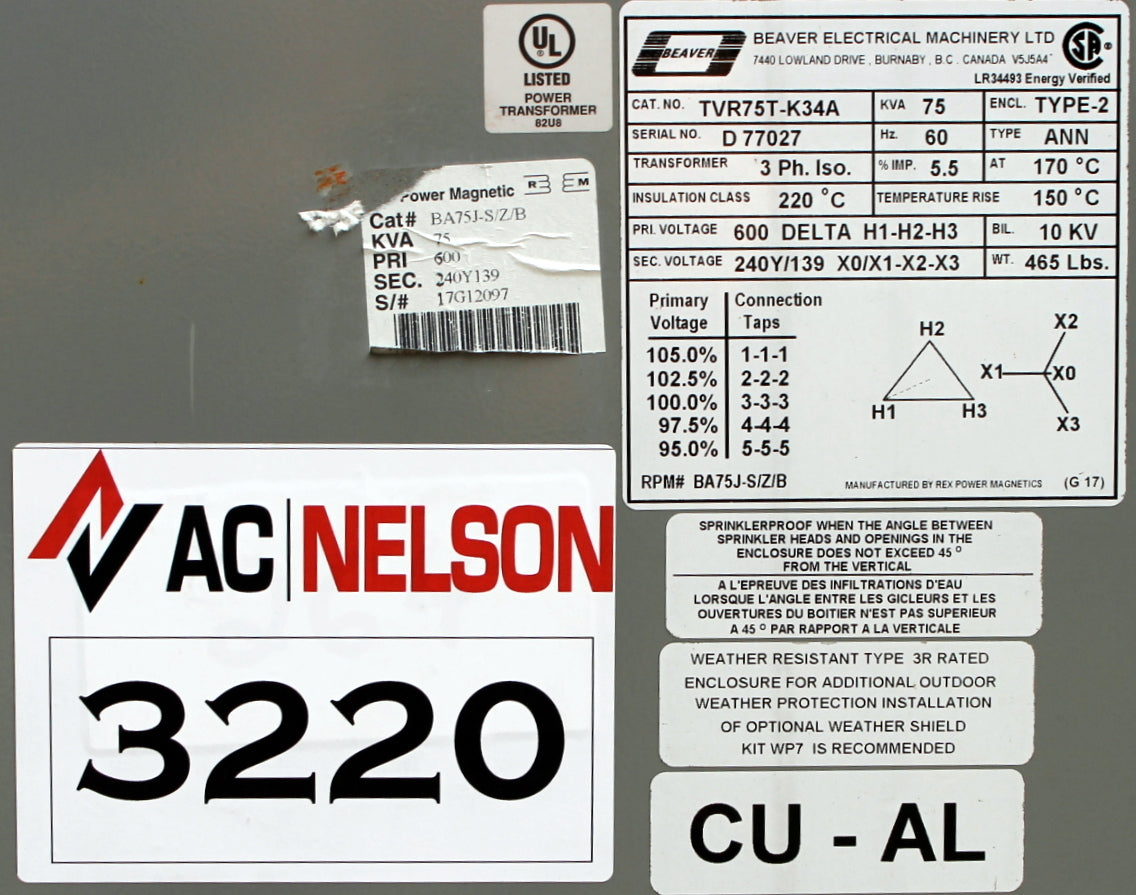 UL
LISTED
POWER
TRANSFORMER
82U8
BEAVER
BEAVER ELECTRICAL MACHINERY LTD
7440 LOWLAND DRIVE , BURNABY , B.C . CANADA V5J5A4
LR34493 Energy Verified
CAT. NO. TVR75T-K34A KVA 75 ENCL. TYPE-2
SERIAL NO. D 77027 Hz. 60 TYPE ANN
TRANSFORMER 3 Ph. Iso. % IMP. 5.5 AT 170 °C
INSULATION CLASS 220 °C TEMPERATURE RISE 150 °C
PRI. VOLTAGE 600 DELTA H1-H2-H3 BIL. 10 KV
SEC. VOLTAGE 240Y/139 X0/X1-X2-X3 WT. 465 Lbs.
Primary Connection
Voltage Taps
105.0% 1-1-1
102.5% 2-2-2
100.0% 3-3-3
97.5% 4-4-4
95.0% 5-5-5
H2
H1 H3
X2
X1 X0
X3
RPM# BA75J-S/Z/B MANUFACTURED BY REX POWER MAGNETICS (G 17)
Power Magnetic
Cat# BA75J-S/Z/B
KVA 75
PRI 600
SEC. 240Y139
S/# 17G12097
AC NELSON
3220
SPRINKLERPROOF WHEN THE ANGLE BETWEEN
SPRINKLER HEADS AND OPENINGS IN THE
ENCLOSURE DOES NOT EXCEED 45 °
FROM THE VERTICAL
A L'EPREUVE DES INFILTRATIONS D'EAU
LORSQUE L'ANGLE ENTRE LES GICLEURS ET LES
OUVERTURES DU BOITIER N'EST PAS SUPERIEUR
A 45 ° PAR RAPPORT A LA VERTICALE
WEATHER RESISTANT TYPE 3R RATED
ENCLOSURE FOR ADDITIONAL OUTDOOR
WEATHER PROTECTION INSTALLATION
OF OPTIONAL WEATHER SHIELD
KIT WP7 IS RECOMMENDED
CU - AL